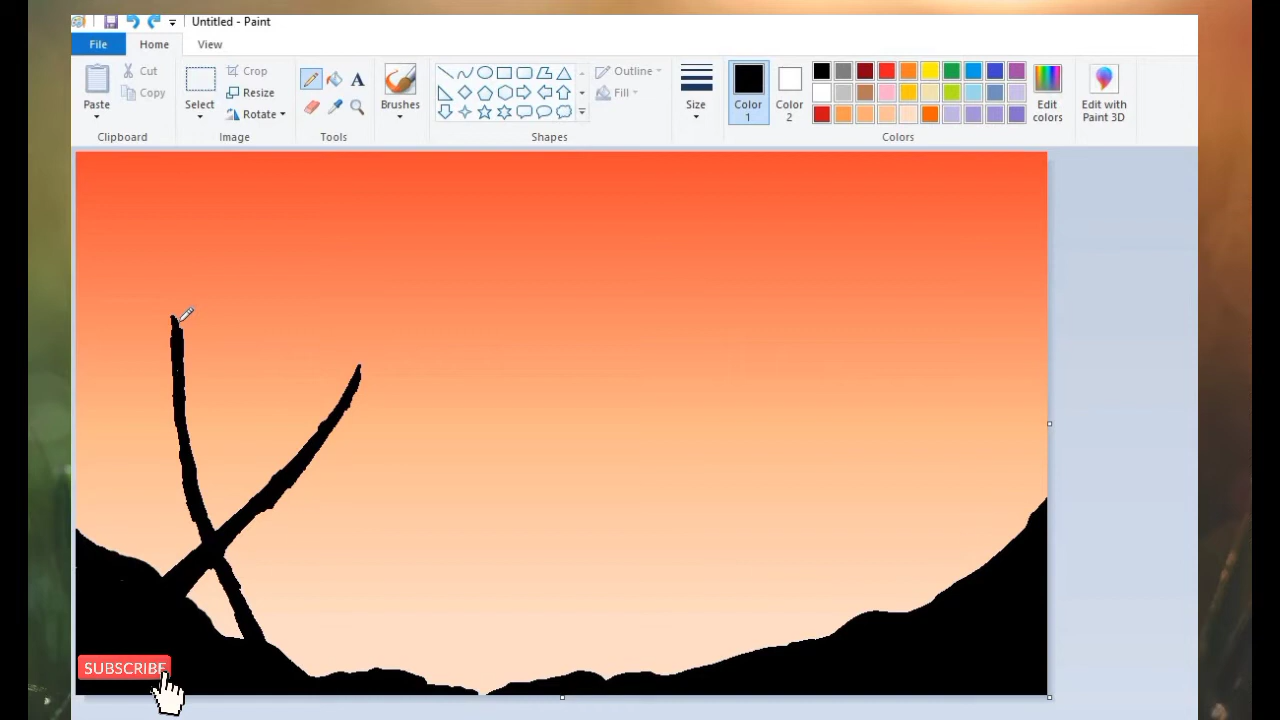 Untitled - Paint
File Home View
Paste
Cut
Copy
Clipboard
Select
Crop
Resize
Rotate
Image
A
Tools
Brushes
Outline
Fill
Shapes
Size
Color 1
Color 2
Edit colors
Colors
Edit with Paint 3D
SUBSCRIBE